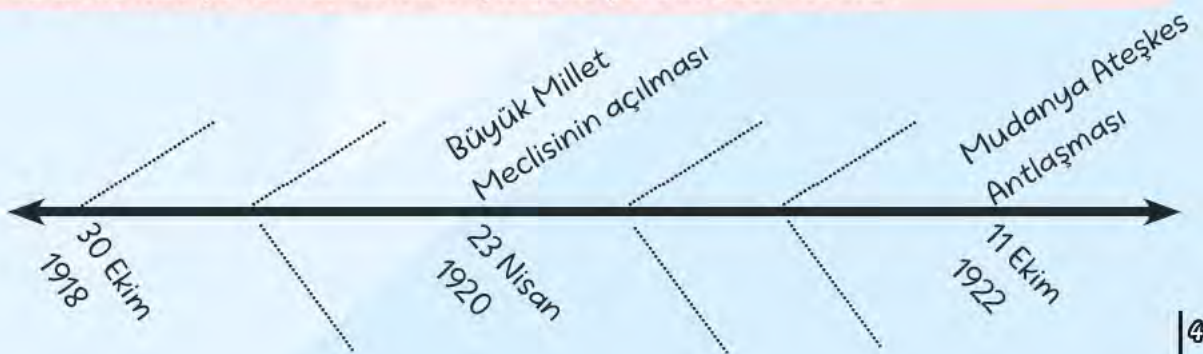 Büyük Millet
Meclisinin açılması
Mudanya Ateşkes
Antlaşması
30 Ekim
1918
23 Nisan
1920
11 Ekim
1922